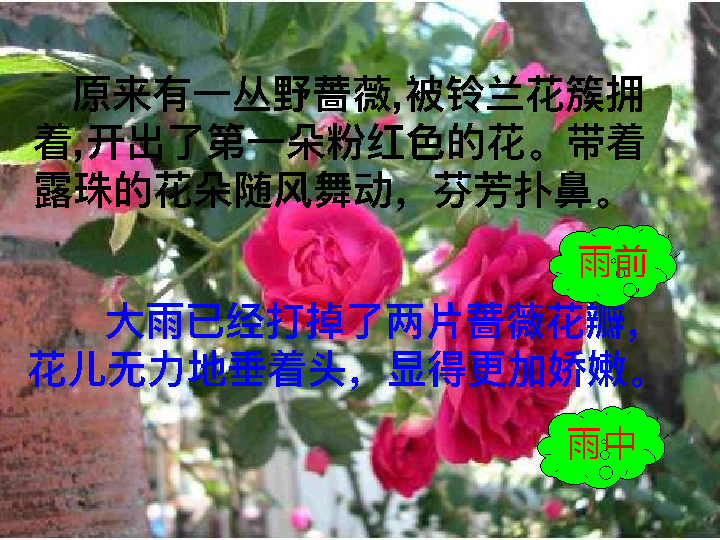 原来有一丛野蔷薇,被铃兰花簇拥
着,开出了第一朵粉红色的花。带着
露珠的花朵随风舞动，芬芳扑鼻。
雨前
大雨已经打掉了两片蔷薇花瓣，
花儿无力地垂着头，显得更加娇嫩。
雨中